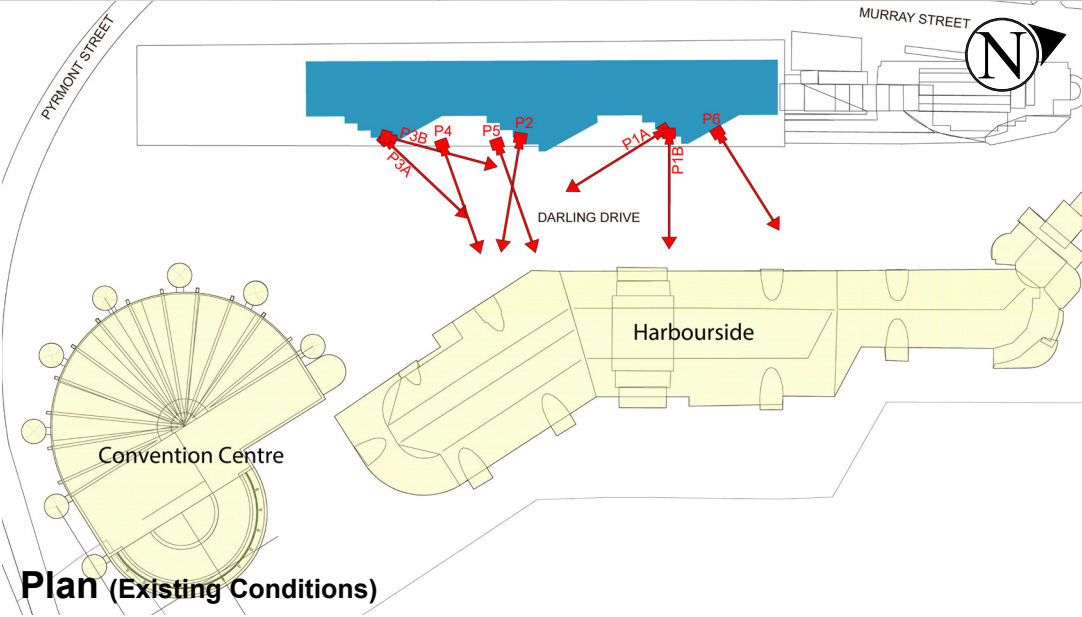 PYRMONT STREET
MURRAY STREET
N
P3B
P4
P5
P2
P1A
P6
P3A
P1B
DARLING DRIVE
Harbourside
Convention Centre
Plan (Existing Conditions)